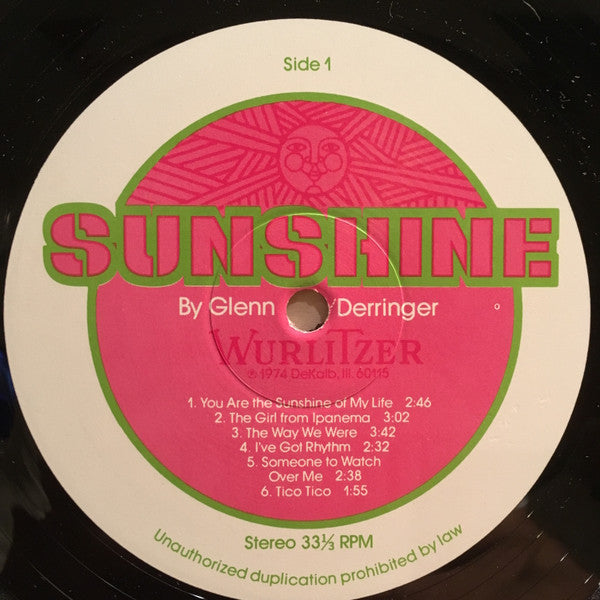 Side 1
SUNSHINE
By Glenn Derringer
WURLITZER
℗ 1974 DeKalb, Ill. 60115
1. You Are the Sunshine of My Life 2:46
2. The Girl from Ipanema 3:02
3. The Way We Were 3:42
4. I've Got Rhythm 2:32
5. Someone to Watch
Over Me 2:38
6. Tico Tico 1:55
Stereo 33⅓ RPM
Unauthorized duplication prohibited by law